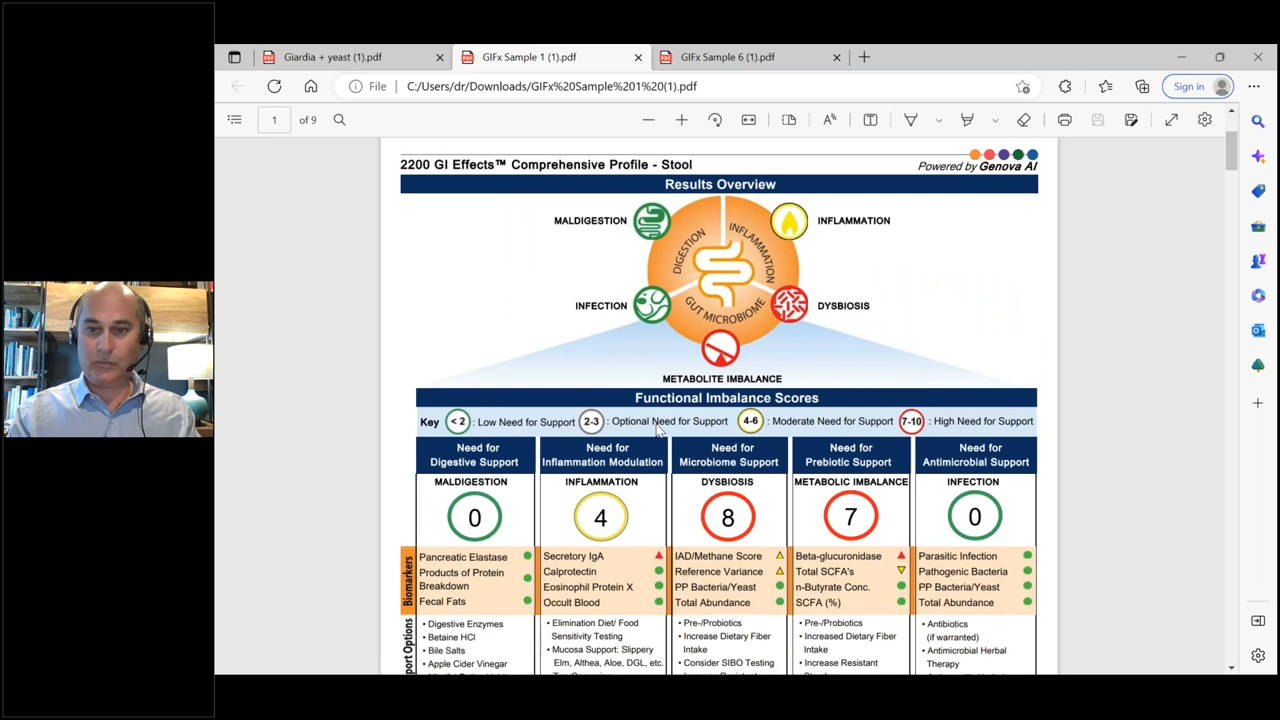 Giardia + yeast (1).pdf
GIFx Sample 1 (1).pdf
GIFx Sample 6 (1).pdf
File
C:/Users/dr/Downloads/GIFx%20Sample%201%20(1).pdf
Sign in
1 of 9
2200 GI Effects™ Comprehensive Profile - Stool
Powered by Genova AI
Results Overview
MALDIGESTION
INFLAMMATION
DIGESTION
INFLAMMATION
GUT MICROBIOME
INFECTION
DYSBIOSIS
METABOLITE IMBALANCE
Functional Imbalance Scores
Key < 2 : Low Need for Support 2-3 : Optional Need for Support 4-6 : Moderate Need for Support 7-10 : High Need for Support
Need for
Digestive Support
MALDIGESTION
0
Need for
Inflammation Modulation
INFLAMMATION
4
Need for
Microbiome Support
DYSBIOSIS
8
Need for
Prebiotic Support
METABOLIC IMBALANCE
7
Need for
Antimicrobial Support
INFECTION
0
Biomarkers
Pancreatic Elastase
Products of Protein
Breakdown
Fecal Fats
Secretory IgA
Calprotectin
Eosinophil Protein X
Occult Blood
IAD/Methane Score
Reference Variance
PP Bacteria/Yeast
Total Abundance
Beta-glucuronidase
Total SCFA's
n-Butyrate Conc.
SCFA (%)
Parasitic Infection
Pathogenic Bacteria
PP Bacteria/Yeast
Total Abundance
Options
• Digestive Enzymes
• Betaine HCl
• Bile Salts
• Apple Cider Vinegar
• Elimination Diet/ Food
Sensitivity Testing
• Mucosa Support: Slippery
Elm, Althea, Aloe, DGL, etc.
• Pre-/Probiotics
• Increase Dietary Fiber
Intake
• Consider SIBO Testing
• Pre-/Probiotics
• Increased Dietary Fiber
Intake
• Increase Resistant
• Antibiotics
(if warranted)
• Antimicrobial Herbal
Therapy